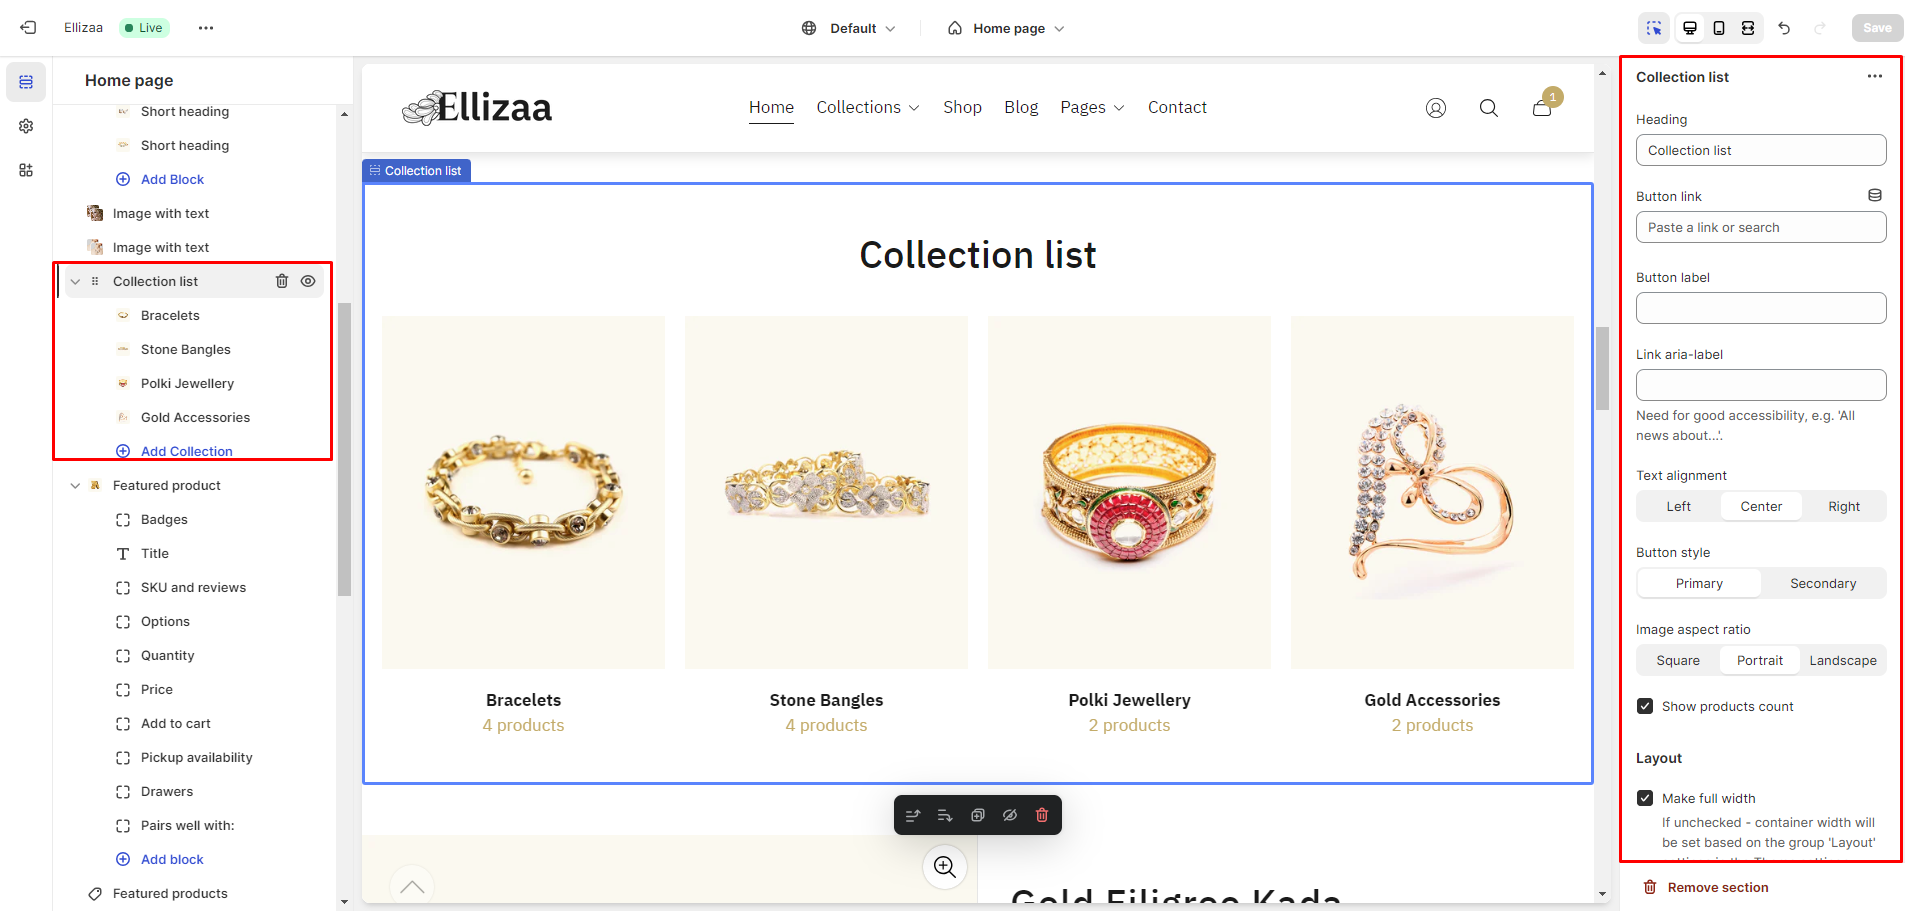 Ellizaa
Live
Default
Home page
Save
Home page
Short heading
Short heading
Add Block
Image with text
Image with text
Collection list
Bracelets
Stone Bangles
Polki Jewellery
Gold Accessories
Add Collection
Featured product
Badges
Title
SKU and reviews
Options
Quantity
Price
Add to cart
Pickup availability
Drawers
Pairs well with:
Add block
Featured products
Ellizaa
Home
Collections
Shop
Blog
Pages
Contact
1
Collection list
Collection list
Bracelets
4 products
Stone Bangles
4 products
Polki Jewellery
2 products
Gold Accessories
2 products
Gold Filigree Kada
Collection list
Heading
Collection list
Button link
Paste a link or search
Button label
Link aria-label
Need for good accessibility, e.g. 'All
news about...'.
Text alignment
Left
Center
Right
Button style
Primary
Secondary
Image aspect ratio
Square
Portrait
Landscape
Show products count
Layout
Make full width
If unchecked - container width will
be set based on the group 'Layout'
Remove section